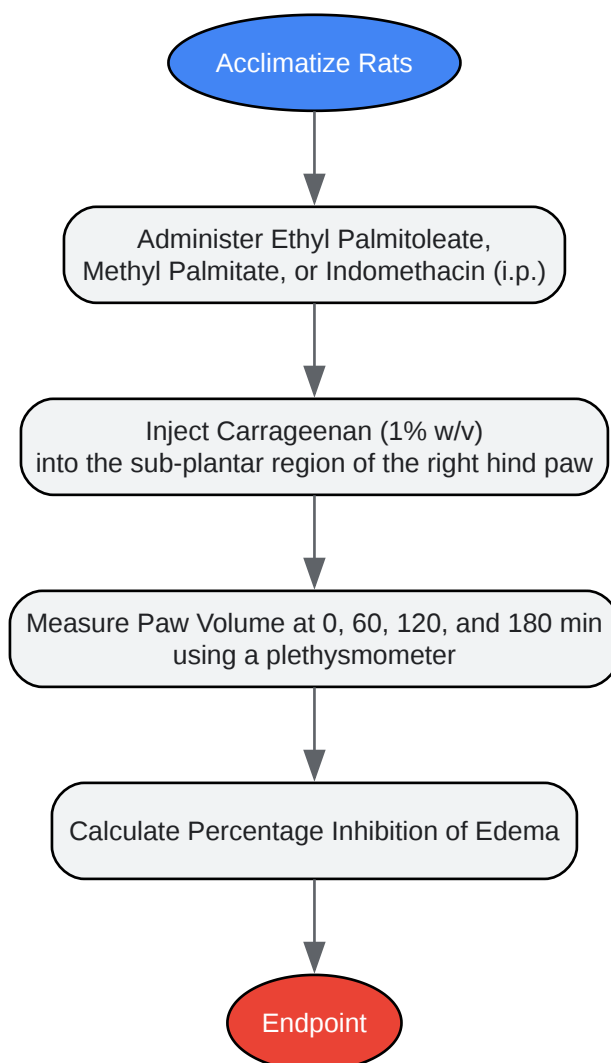 Acclimatize Rats
Administer Ethyl Palmitoleate,
Methyl Palmitate, or Indomethacin (i.p.)
Inject Carrageenan (1% w/v)
into the sub-plantar region of the right hind paw
Measure Paw Volume at 0, 60, 120, and 180 min
using a plethysmometer
Calculate Percentage Inhibition of Edema
Endpoint